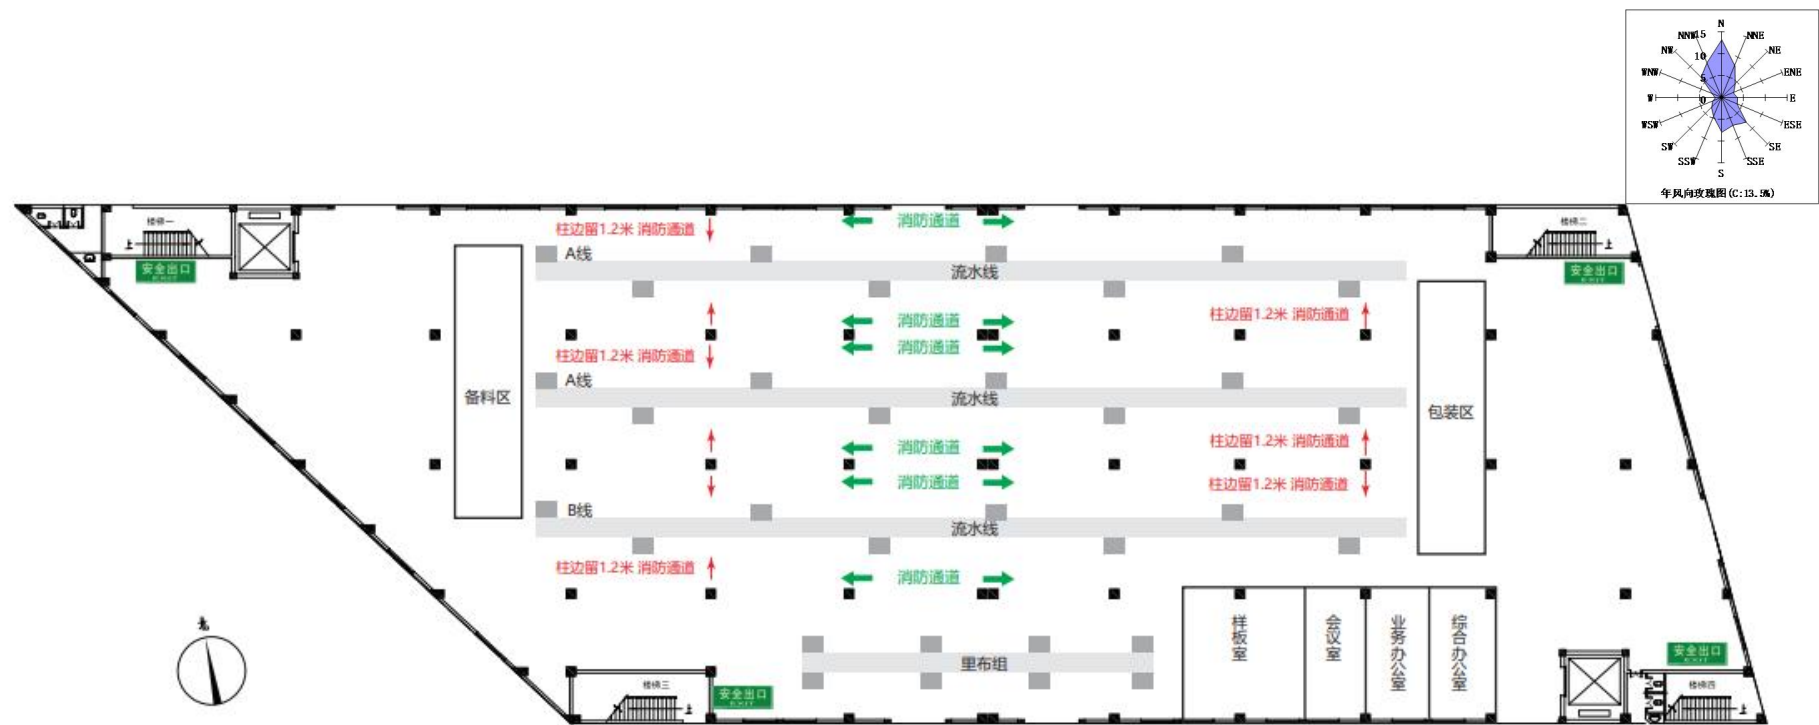 N
NNW
15
NNE
NW
10
NE
WNW
5
ENE
W
0
E
WSW
ESE
SW
SE
SSW
SSE
S
年风向玫瑰图(C:13.5%)
楼梯一
上
安全出口
EXIT
柱边留1.2米 消防通道
消防通道
楼梯二
上
安全出口
EXIT
A线
流水线
消防通道
柱边留1.2米 消防通道
消防通道
柱边留1.2米 消防通道
A线
流水线
备料区
包装区
消防通道
柱边留1.2米 消防通道
消防通道
柱边留1.2米 消防通道
B线
流水线
柱边留1.2米 消防通道
消防通道
北
样板室
会议室
业务办公室
综合办公室
里布组
楼梯三
上
安全出口
EXIT
安全出口
EXIT
楼梯四
上